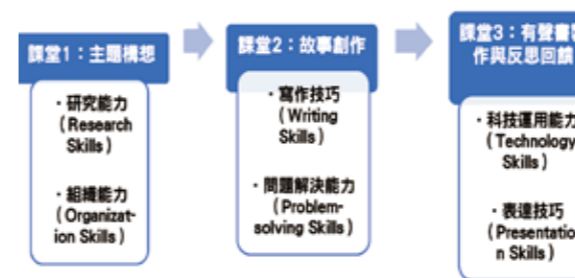 課堂1：主題構想
・研究能力
（Research
Skills）
・組織能力
（Organizat-
ion Skills）
課堂2：故事創作
・寫作技巧
（Writing
Skills）
・問題解決能力
（Problem-
solving Skills）
課堂3：有聲書製
作與反思回饋
・科技運用能力
（Technology
Skills）
・表達技巧
（Presentatio
n Skills）